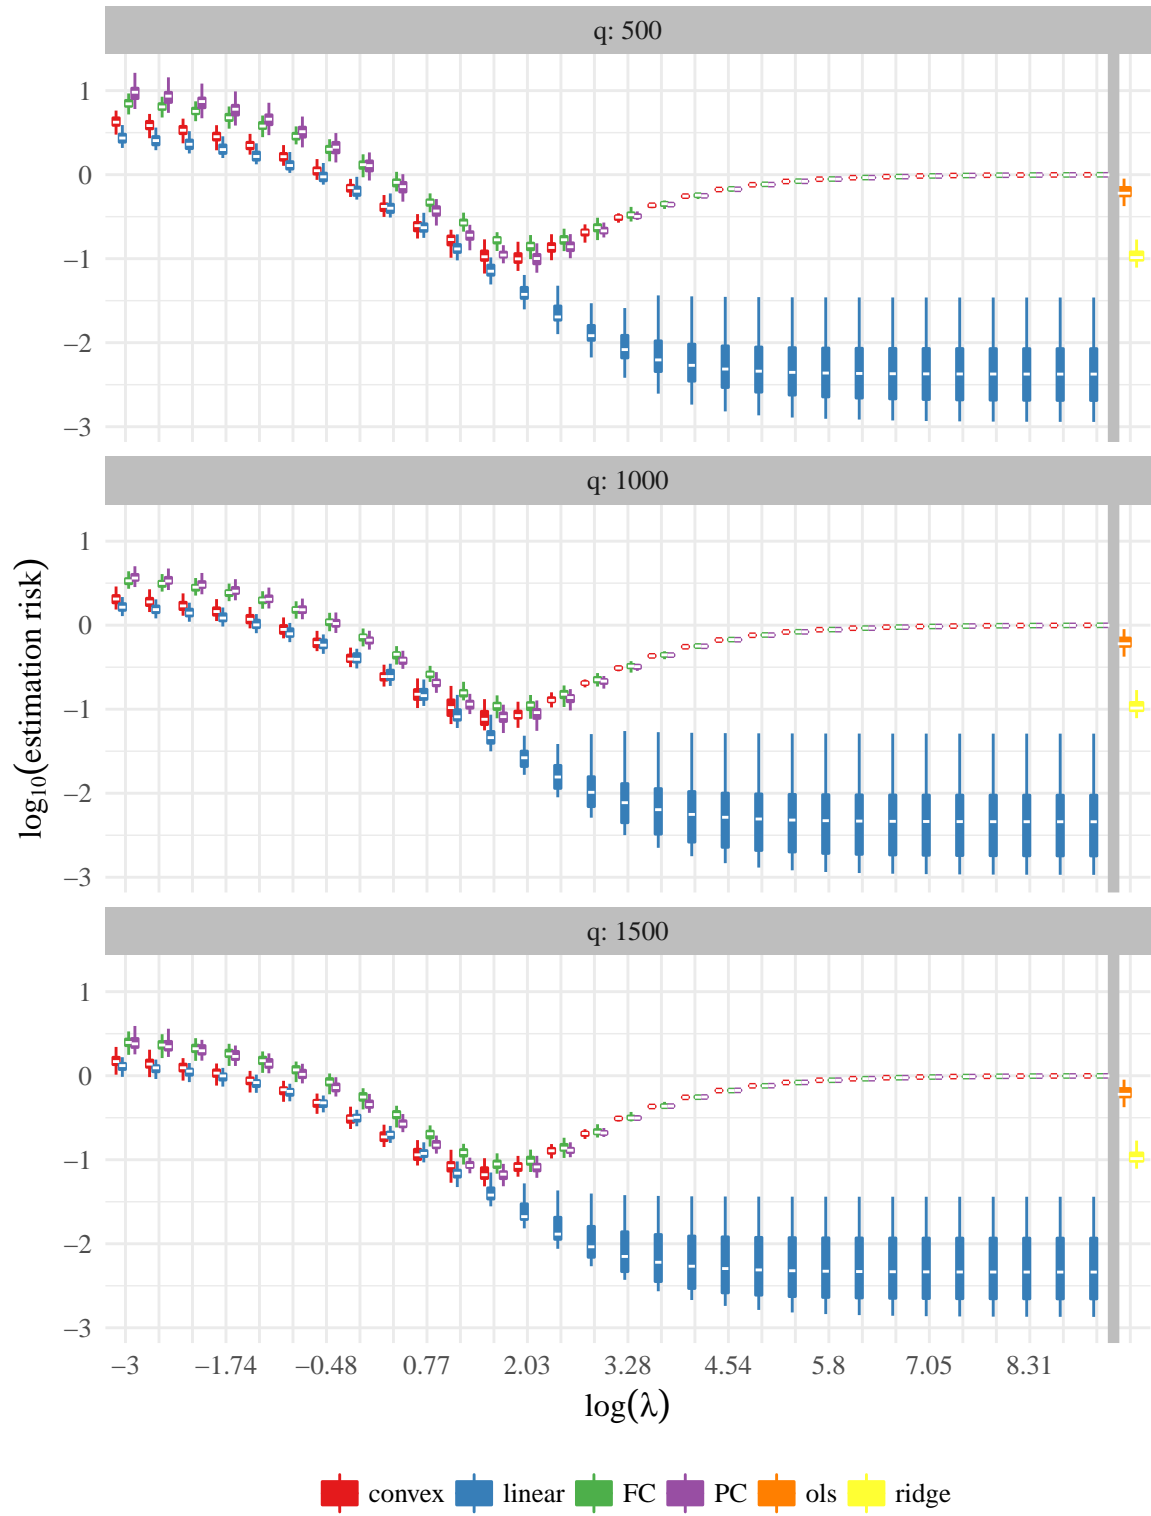 q: 500
1
0
−1
−2
−3
q: 1000
1
0
−1
−2
−3
q: 1500
1
0
−1
−2
−3
log₁₀(estimation risk)
−3 −1.74 −0.48 0.77 2.03 3.28 4.54 5.8 7.05 8.31
log(λ)
convex linear FC PC ols ridge